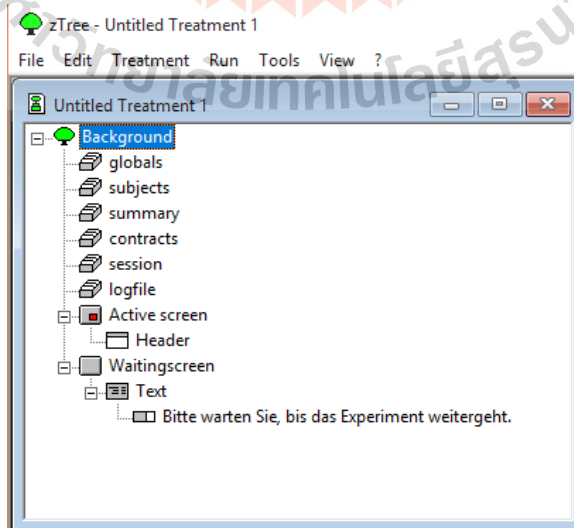 zTree - Untitled Treatment 1
File Edit Treatment Run Tools View ?
Untitled Treatment 1
Background
globals
subjects
summary
contracts
session
logfile
Active screen
Header
Waitingscreen
Text
Bitte warten Sie, bis das Experiment weitergeht.